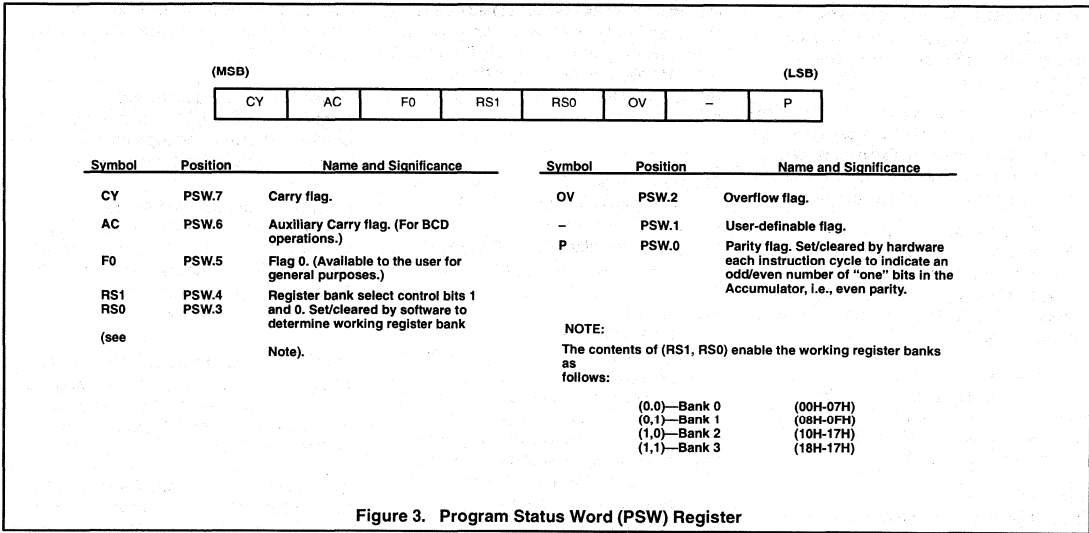 (MSB) (LSB)
CY AC F0 RS1 RS0 OV – P
Symbol Position Name and Significance
CY PSW.7 Carry flag.
AC PSW.6 Auxiliary Carry flag. (For BCD
operations.)
F0 PSW.5 Flag 0. (Available to the user for
general purposes.)
RS1 PSW.4 Register bank select control bits 1
RS0 PSW.3 and 0. Set/cleared by software to
determine working register bank
(see
Note).
Symbol Position Name and Significance
OV PSW.2 Overflow flag.
– PSW.1 User-definable flag.
P PSW.0 Parity flag. Set/cleared by hardware
each instruction cycle to indicate an
odd/even number of “one” bits in the
Accumulator, i.e., even parity.
NOTE:
The contents of (RS1, RS0) enable the working register banks
as
follows:
(0.0)—Bank 0 (00H-07H)
(0,1)—Bank 1 (08H-0FH)
(1,0)—Bank 2 (10H-17H)
(1,1)—Bank 3 (18H-17H)
Figure 3. Program Status Word (PSW) Register